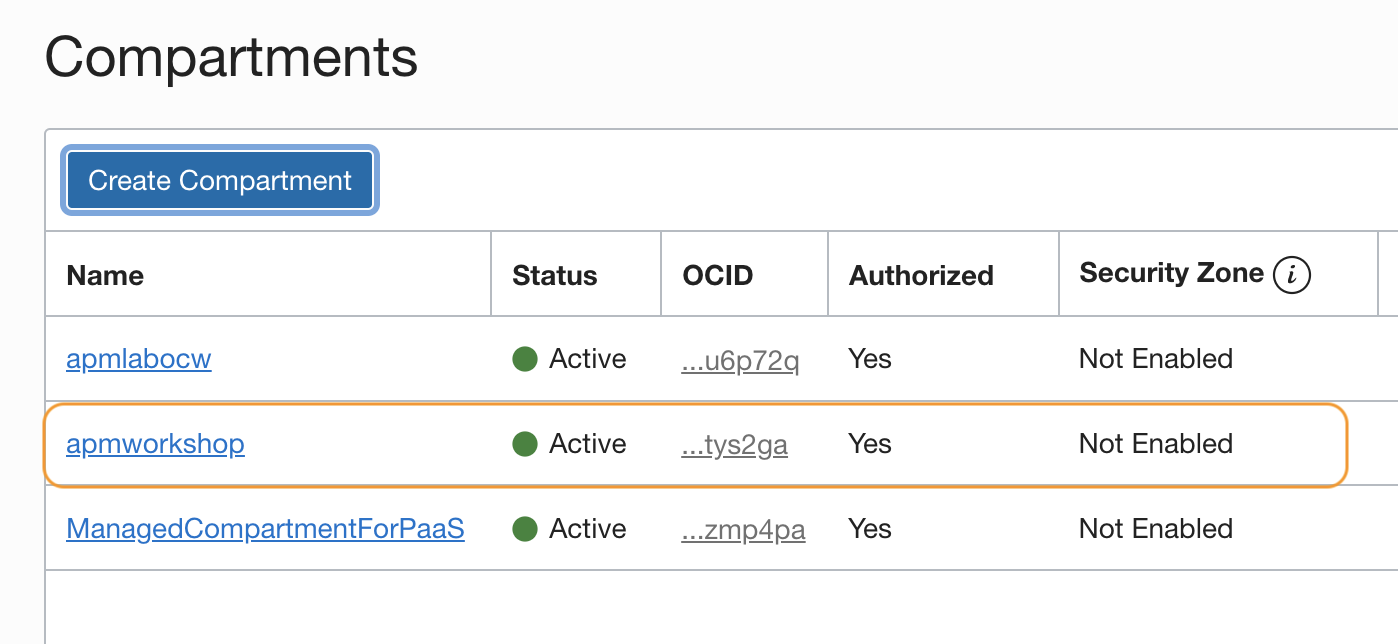 Compartments
Create Compartment
Name Status OCID Authorized Security Zone i
apmlabocw Active ...u6p72q Yes Not Enabled
apmworkshop Active ...tys2ga Yes Not Enabled
ManagedCompartmentForPaaS Active ...zmp4pa Yes Not Enabled